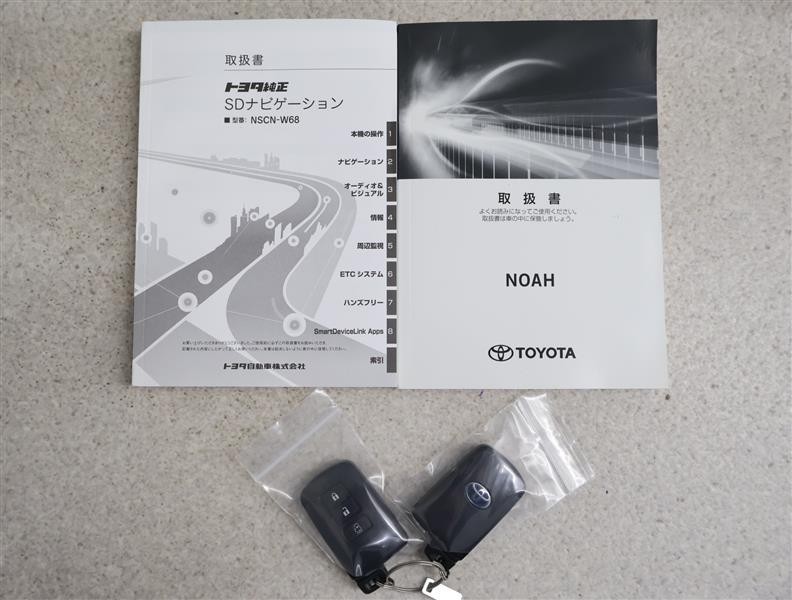 取扱書
トヨタ純正
SDナビゲーション
■ 型番: NSCN-W68
本機の操作 1
ナビゲーション 2
オーディオ&
ビジュアル 3
情報 4
周辺監視 5
ETC システム 6
ハンズフリー 7
SmartDeviceLink Apps 8
索引
トヨタ自動車株式会社
取扱書
よくお読みになってご使用ください。
取扱書は車の中に保管しましょう。
NOAH
TOYOTA